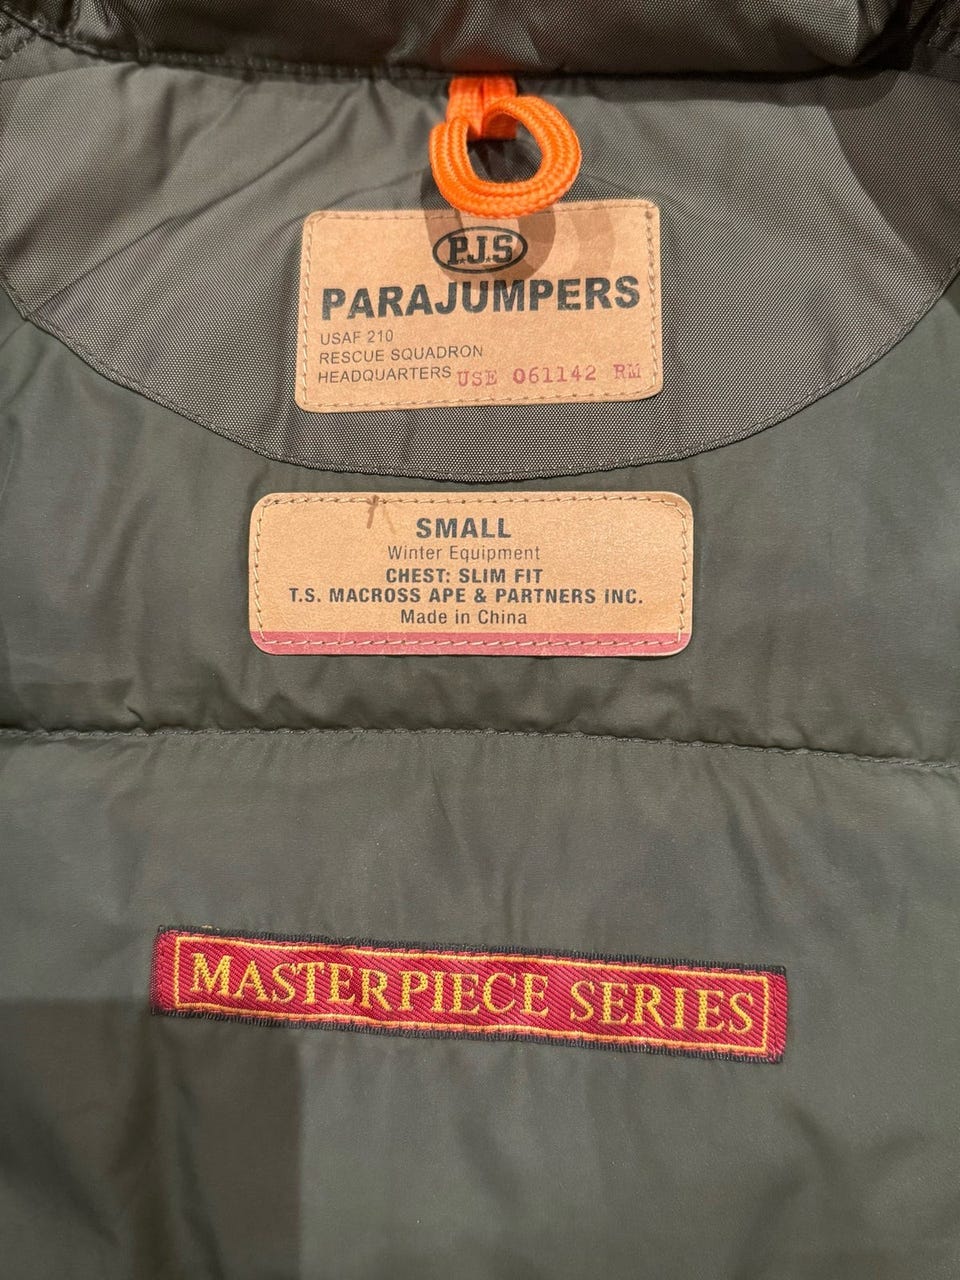 P.J.S
PARAJUMPERS
USAF 210
RESCUE SQUADRON
HEADQUARTERS USE 061142 RM
SMALL
Winter Equipment
CHEST: SLIM FIT
T.S. MACROSS APE & PARTNERS INC.
Made in China
MASTERPIECE SERIES